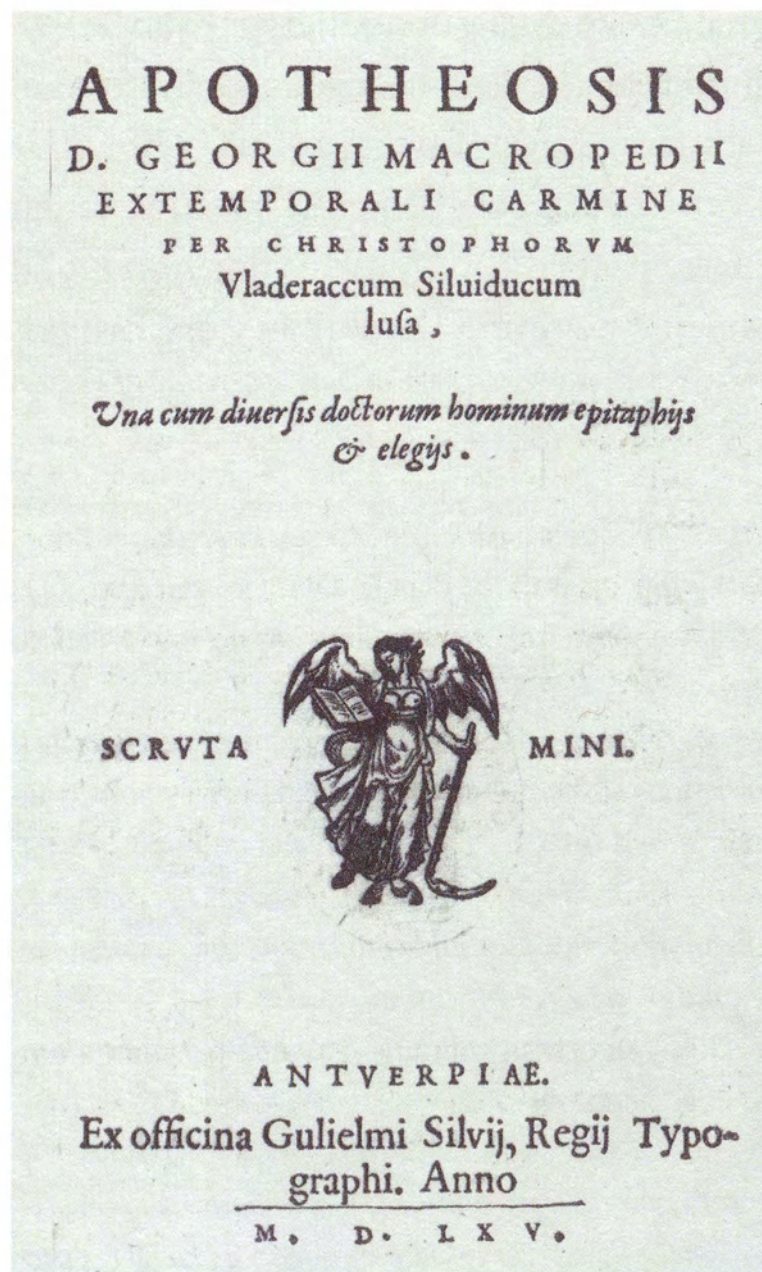 APOTHEOSIS
D. GEORGII MACROPEDII
EXTEMPORALI CARMINE
PER CHRISTOPHORVM
Vladeraccum Siluiducum
luſa,
Vna cum diuerſis doctorum hominum epitaphijs
& elegijs.
SCRVTA MINI.
ANTVERPIAE.
Ex officina Gulielmi Silvij, Regij Typo-
graphi. Anno
M. D. LXV.